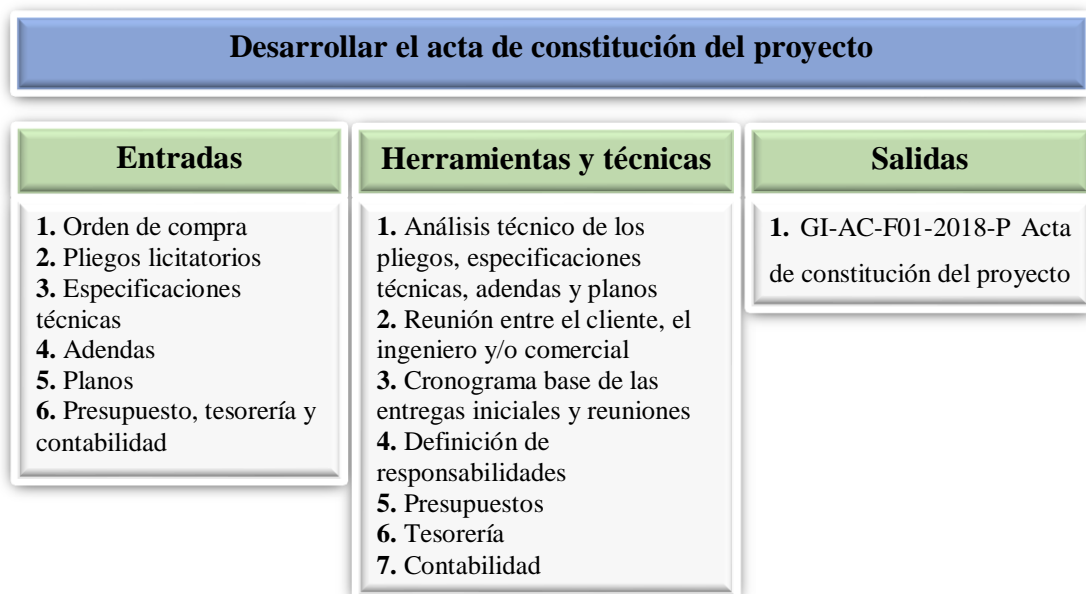 Desarrollar el acta de constitución del proyecto
Entradas
1. Orden de compra
2. Pliegos licitatorios
3. Especificaciones
técnicas
4. Adendas
5. Planos
6. Presupuesto, tesorería y
contabilidad
Herramientas y técnicas
1. Análisis técnico de los
pliegos, especificaciones
técnicas, adendas y planos
2. Reunión entre el cliente, el
ingeniero y/o comercial
3. Cronograma base de las
entregas iniciales y reuniones
4. Definición de
responsabilidades
5. Presupuestos
6. Tesorería
7. Contabilidad
Salidas
1. GI-AC-F01-2018-P Acta
de constitución del proyecto